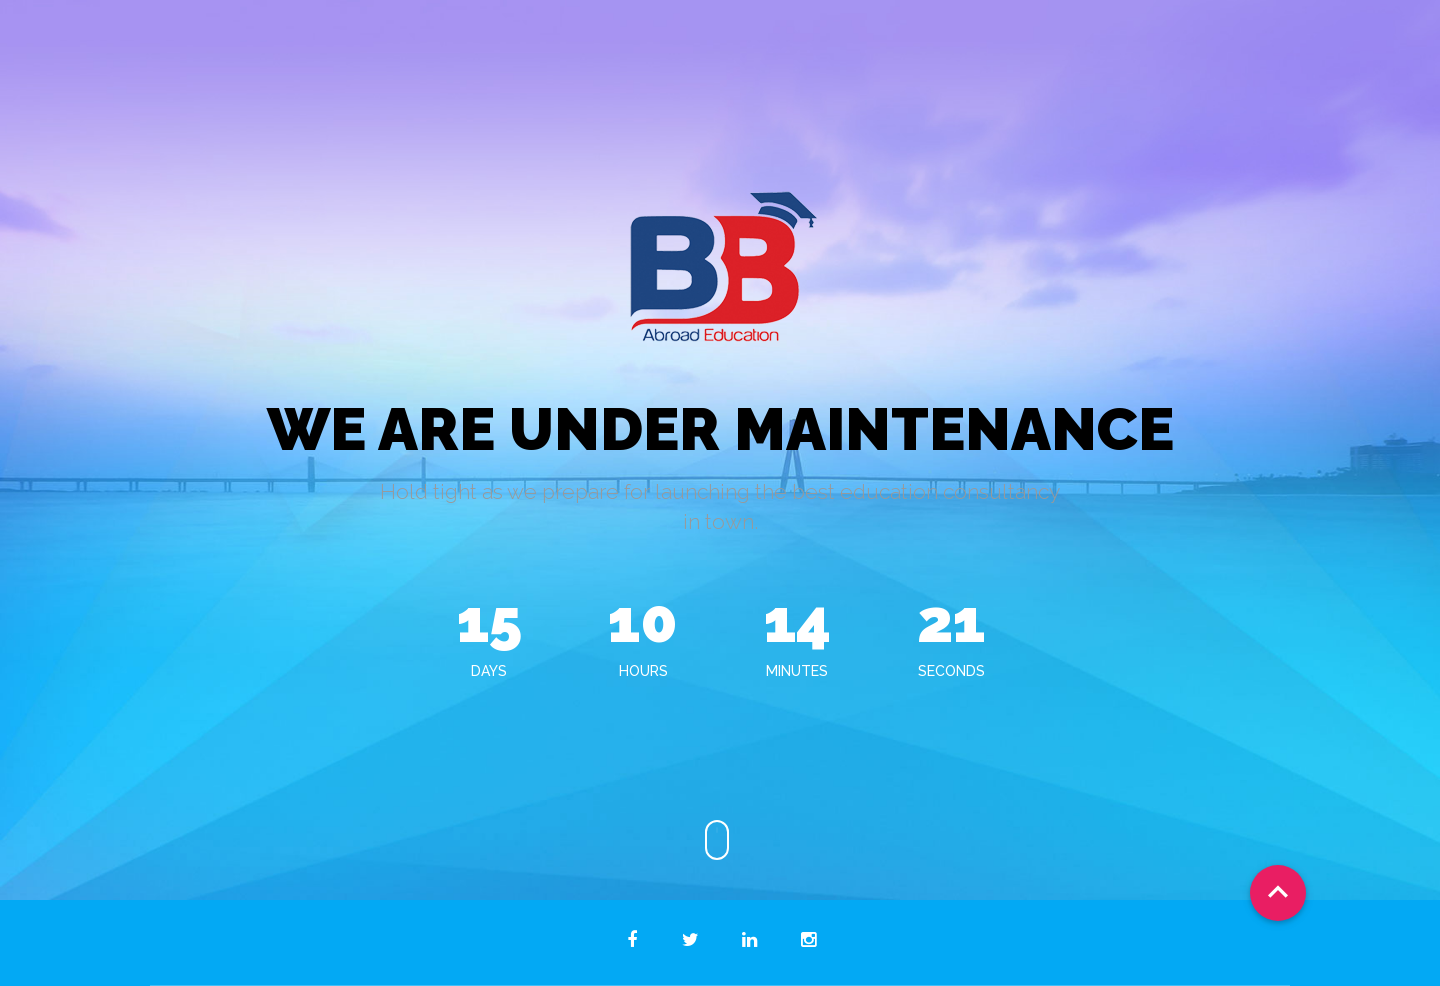 BB
Abroad Education
WE ARE UNDER MAINTENANCE
Hold tight as we prepare for launching the best education consultancy
in town.
15 10 14 21
DAYS HOURS MINUTES SECONDS